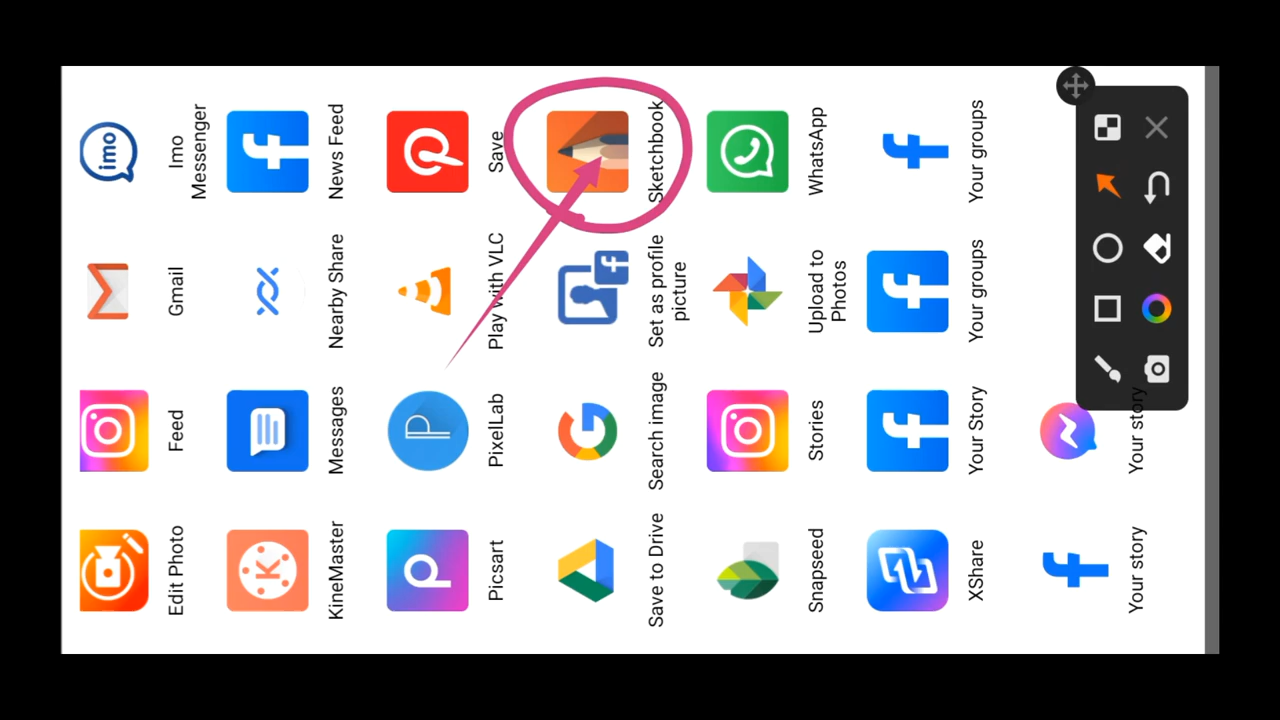 imo
Edit Photo
Feed
Gmail
Imo
Messenger
KineMaster
Messages
Nearby Share
News Feed
Picsart
PixelLab
Play with VLC
Save
Save to Drive
Search image
Set as profile
picture
Sketchbook
Snapseed
Stories
Upload to
Photos
WhatsApp
XShare
Your Story
Your groups
Your groups
Your story
Your story